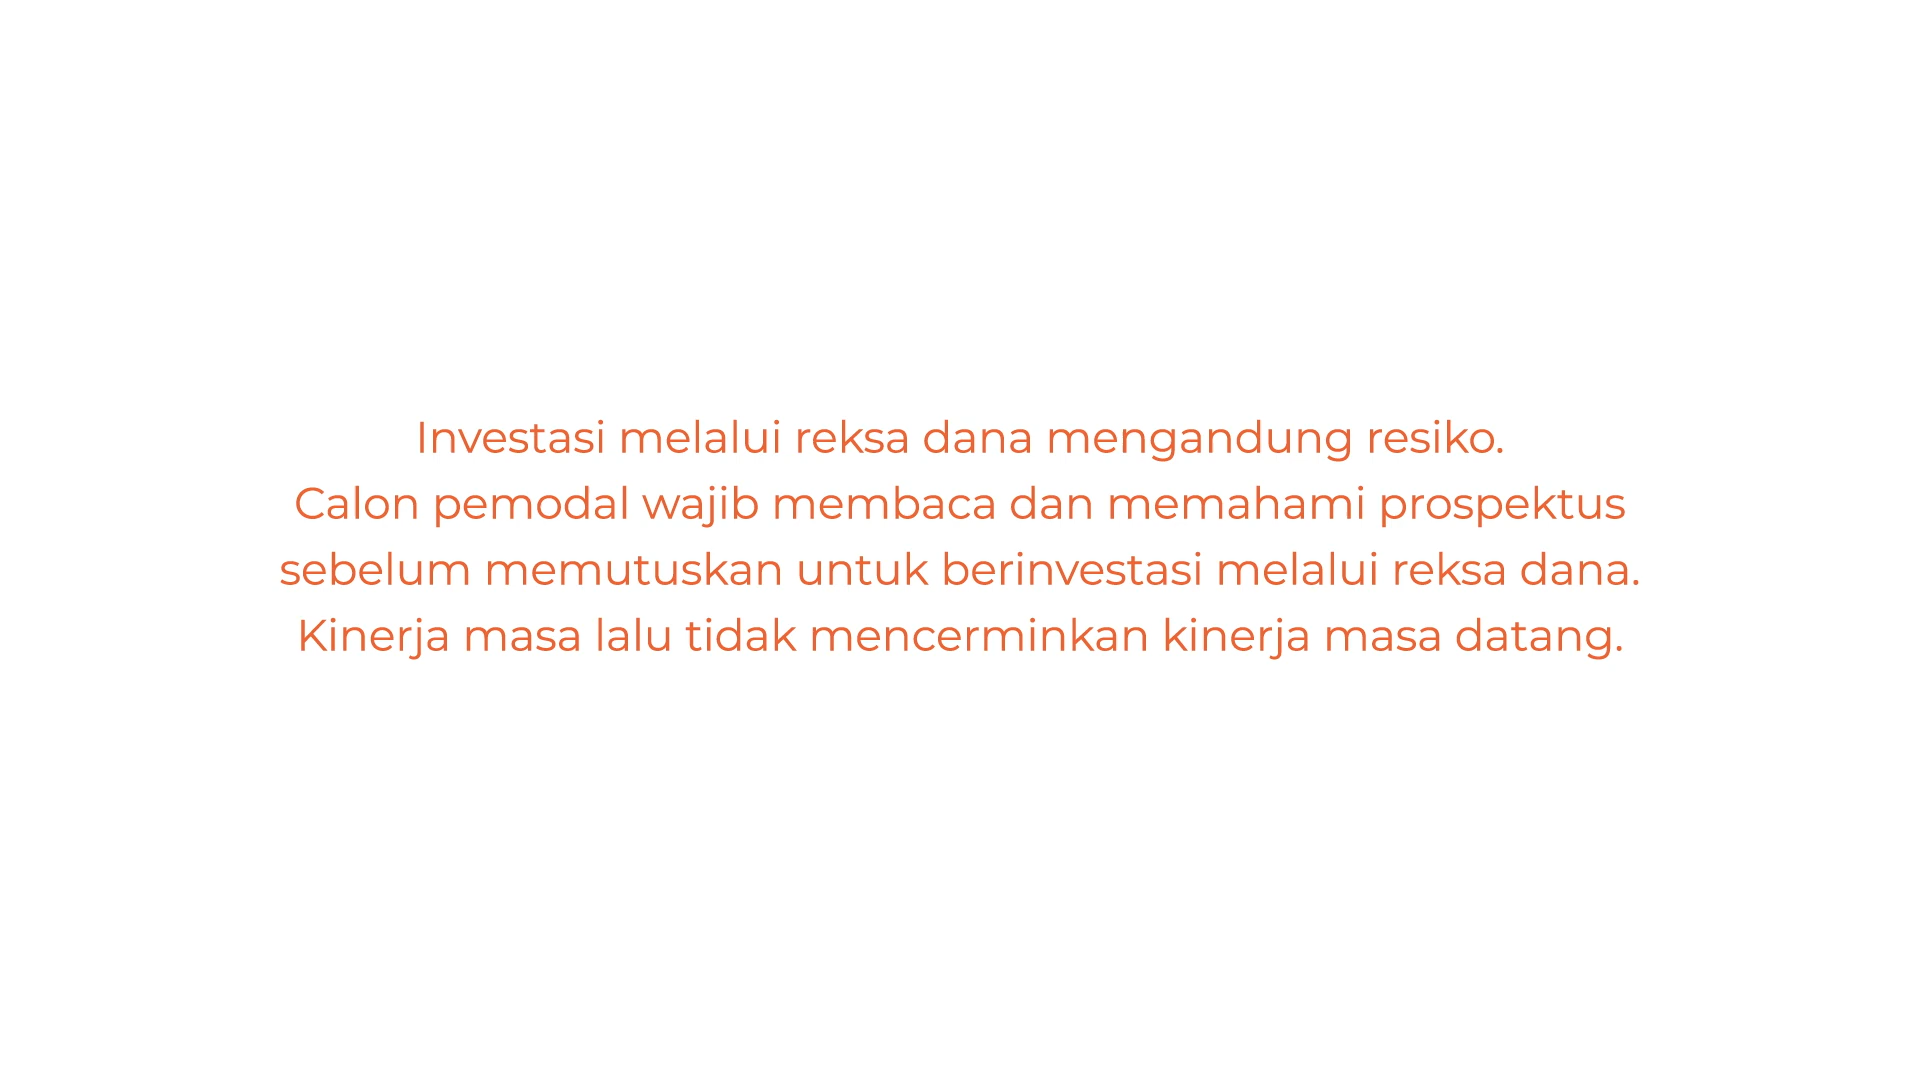 Investasi melalui reksa dana mengandung resiko.
Calon pemodal wajib membaca dan memahami prospektus
sebelum memutuskan untuk berinvestasi melalui reksa dana.
Kinerja masa lalu tidak mencerminkan kinerja masa datang.